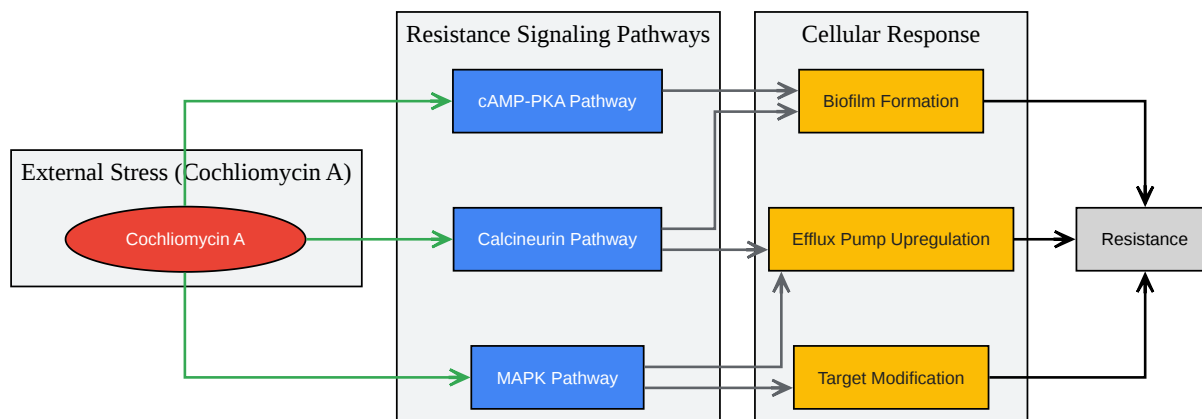 Resistance Signaling Pathways
Cellular Response
cAMP-PKA Pathway
Biofilm Formation
External Stress (Cochliomycin A)
Cochliomycin A
Calcineurin Pathway
Efflux Pump Upregulation
Resistance
MAPK Pathway
Target Modification